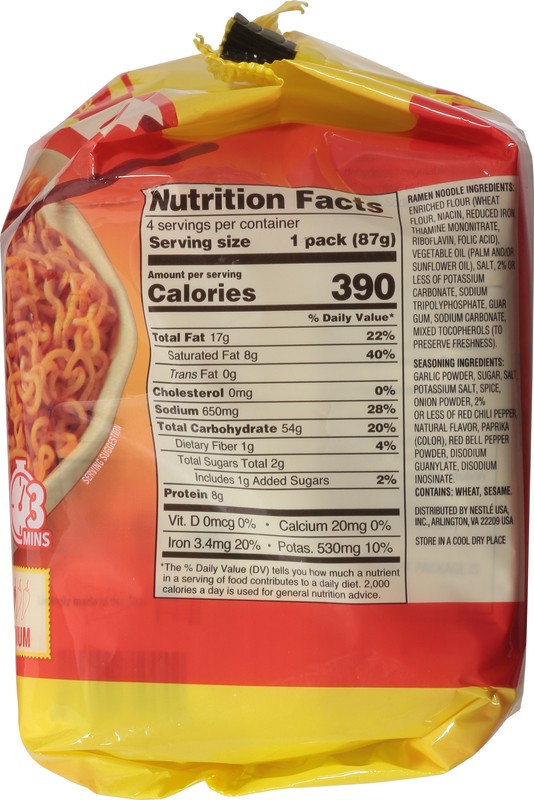 Nutrition Facts
4 servings per container
Serving size 1 pack (87g)
Amount per serving
Calories 390
% Daily Value*
Total Fat 17g 22%
Saturated Fat 8g 40%
Trans Fat 0g
Cholesterol 0mg 0%
Sodium 650mg 28%
Total Carbohydrate 54g 20%
Dietary Fiber 1g 4%
Total Sugars Total 2g
Includes 1g Added Sugars 2%
Protein 8g
Vit. D 0mcg 0% • Calcium 20mg 0%
Iron 3.4mg 20% • Potas. 530mg 10%
*The % Daily Value (DV) tells you how much a nutrient
in a serving of food contributes to a daily diet. 2,000
calories a day is used for general nutrition advice.
RAMEN NOODLE INGREDIENTS:
ENRICHED FLOUR (WHEAT
FLOUR, NIACIN, REDUCED IRON,
THIAMINE MONONITRATE,
RIBOFLAVIN, FOLIC ACID),
VEGETABLE OIL (PALM AND/OR
SUNFLOWER OIL), SALT, 2% OR
LESS OF POTASSIUM
CARBONATE, SODIUM
TRIPOLYPHOSPHATE, GUAR
GUM, SODIUM CARBONATE,
MIXED TOCOPHEROLS (TO
PRESERVE FRESHNESS).
SEASONING INGREDIENTS:
GARLIC POWDER, SUGAR, SALT,
POTASSIUM SALT, SPICE,
ONION POWDER, 2%
OR LESS OF RED CHILI PEPPER,
NATURAL FLAVOR, PAPRIKA
(COLOR), RED BELL PEPPER
POWDER, DISODIUM
GUANYLATE, DISODIUM
INOSINATE.
CONTAINS: WHEAT, SESAME.
DISTRIBUTED BY NESTLÉ USA,
INC., ARLINGTON, VA 22209 USA
STORE IN A COOL DRY PLACE
SERVING SUGGESTION
3
MINS
IUM